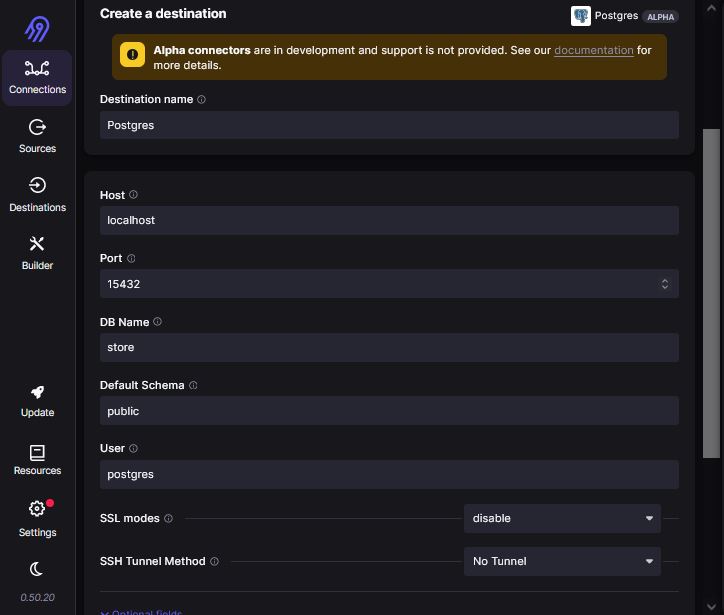 Create a destination
Postgres ALPHA
Alpha connectors are in development and support is not provided. See our documentation for
more details.
Destination name
Postgres
Connections
Sources
Destinations
Builder
Update
Resources
Settings
0.50.20
Host
localhost
Port
15432
DB Name
store
Default Schema
public
User
postgres
SSL modes
disable
SSH Tunnel Method
No Tunnel
Optional fields